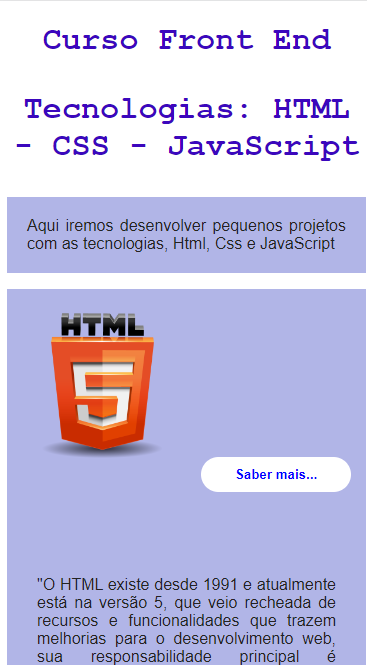 Curso Front End
Tecnologias: HTML
- CSS - JavaScript
Aqui iremos desenvolver pequenos projetos
com as tecnologias, Html, Css e JavaScript
HTML
5
Saber mais...
"O HTML existe desde 1991 e atualmente
está na versão 5, que veio recheada de
recursos e funcionalidades que trazem
melhorias para o desenvolvimento web,
sua responsabilidade principal é